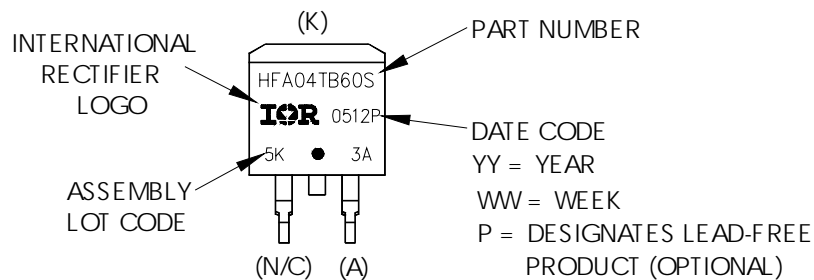 (K)
INTERNATIONAL
RECTIFIER
LOGO
PART NUMBER
HFA04TB60S
IOR 0512P
5K 3A
ASSEMBLY
LOT CODE
DATE CODE
YY = YEAR
WW = WEEK
P = DESIGNATES LEAD-FREE
PRODUCT (OPTIONAL)
(N/C) (A)